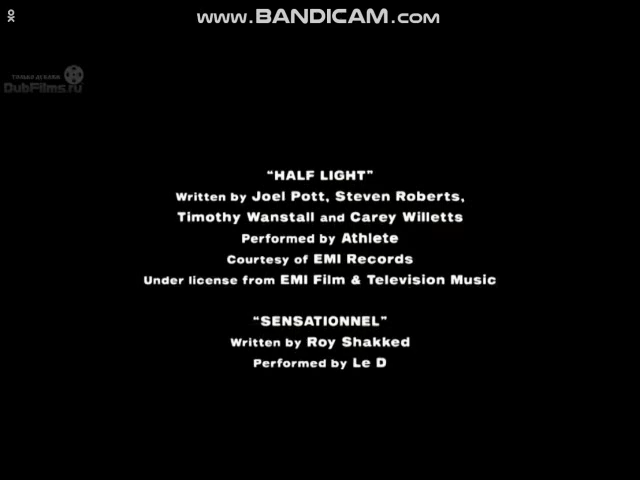 www.BANDICAM.com
только лучшее
DubFilms.ru
"HALF LIGHT"
Written by Joel Pott, Steven Roberts,
Timothy Wanstall and Carey Willetts
Performed by Athlete
Courtesy of EMI Records
Under license from EMI Film & Television Music
"SENSATIONNEL"
Written by Roy Shakked
Performed by Le D